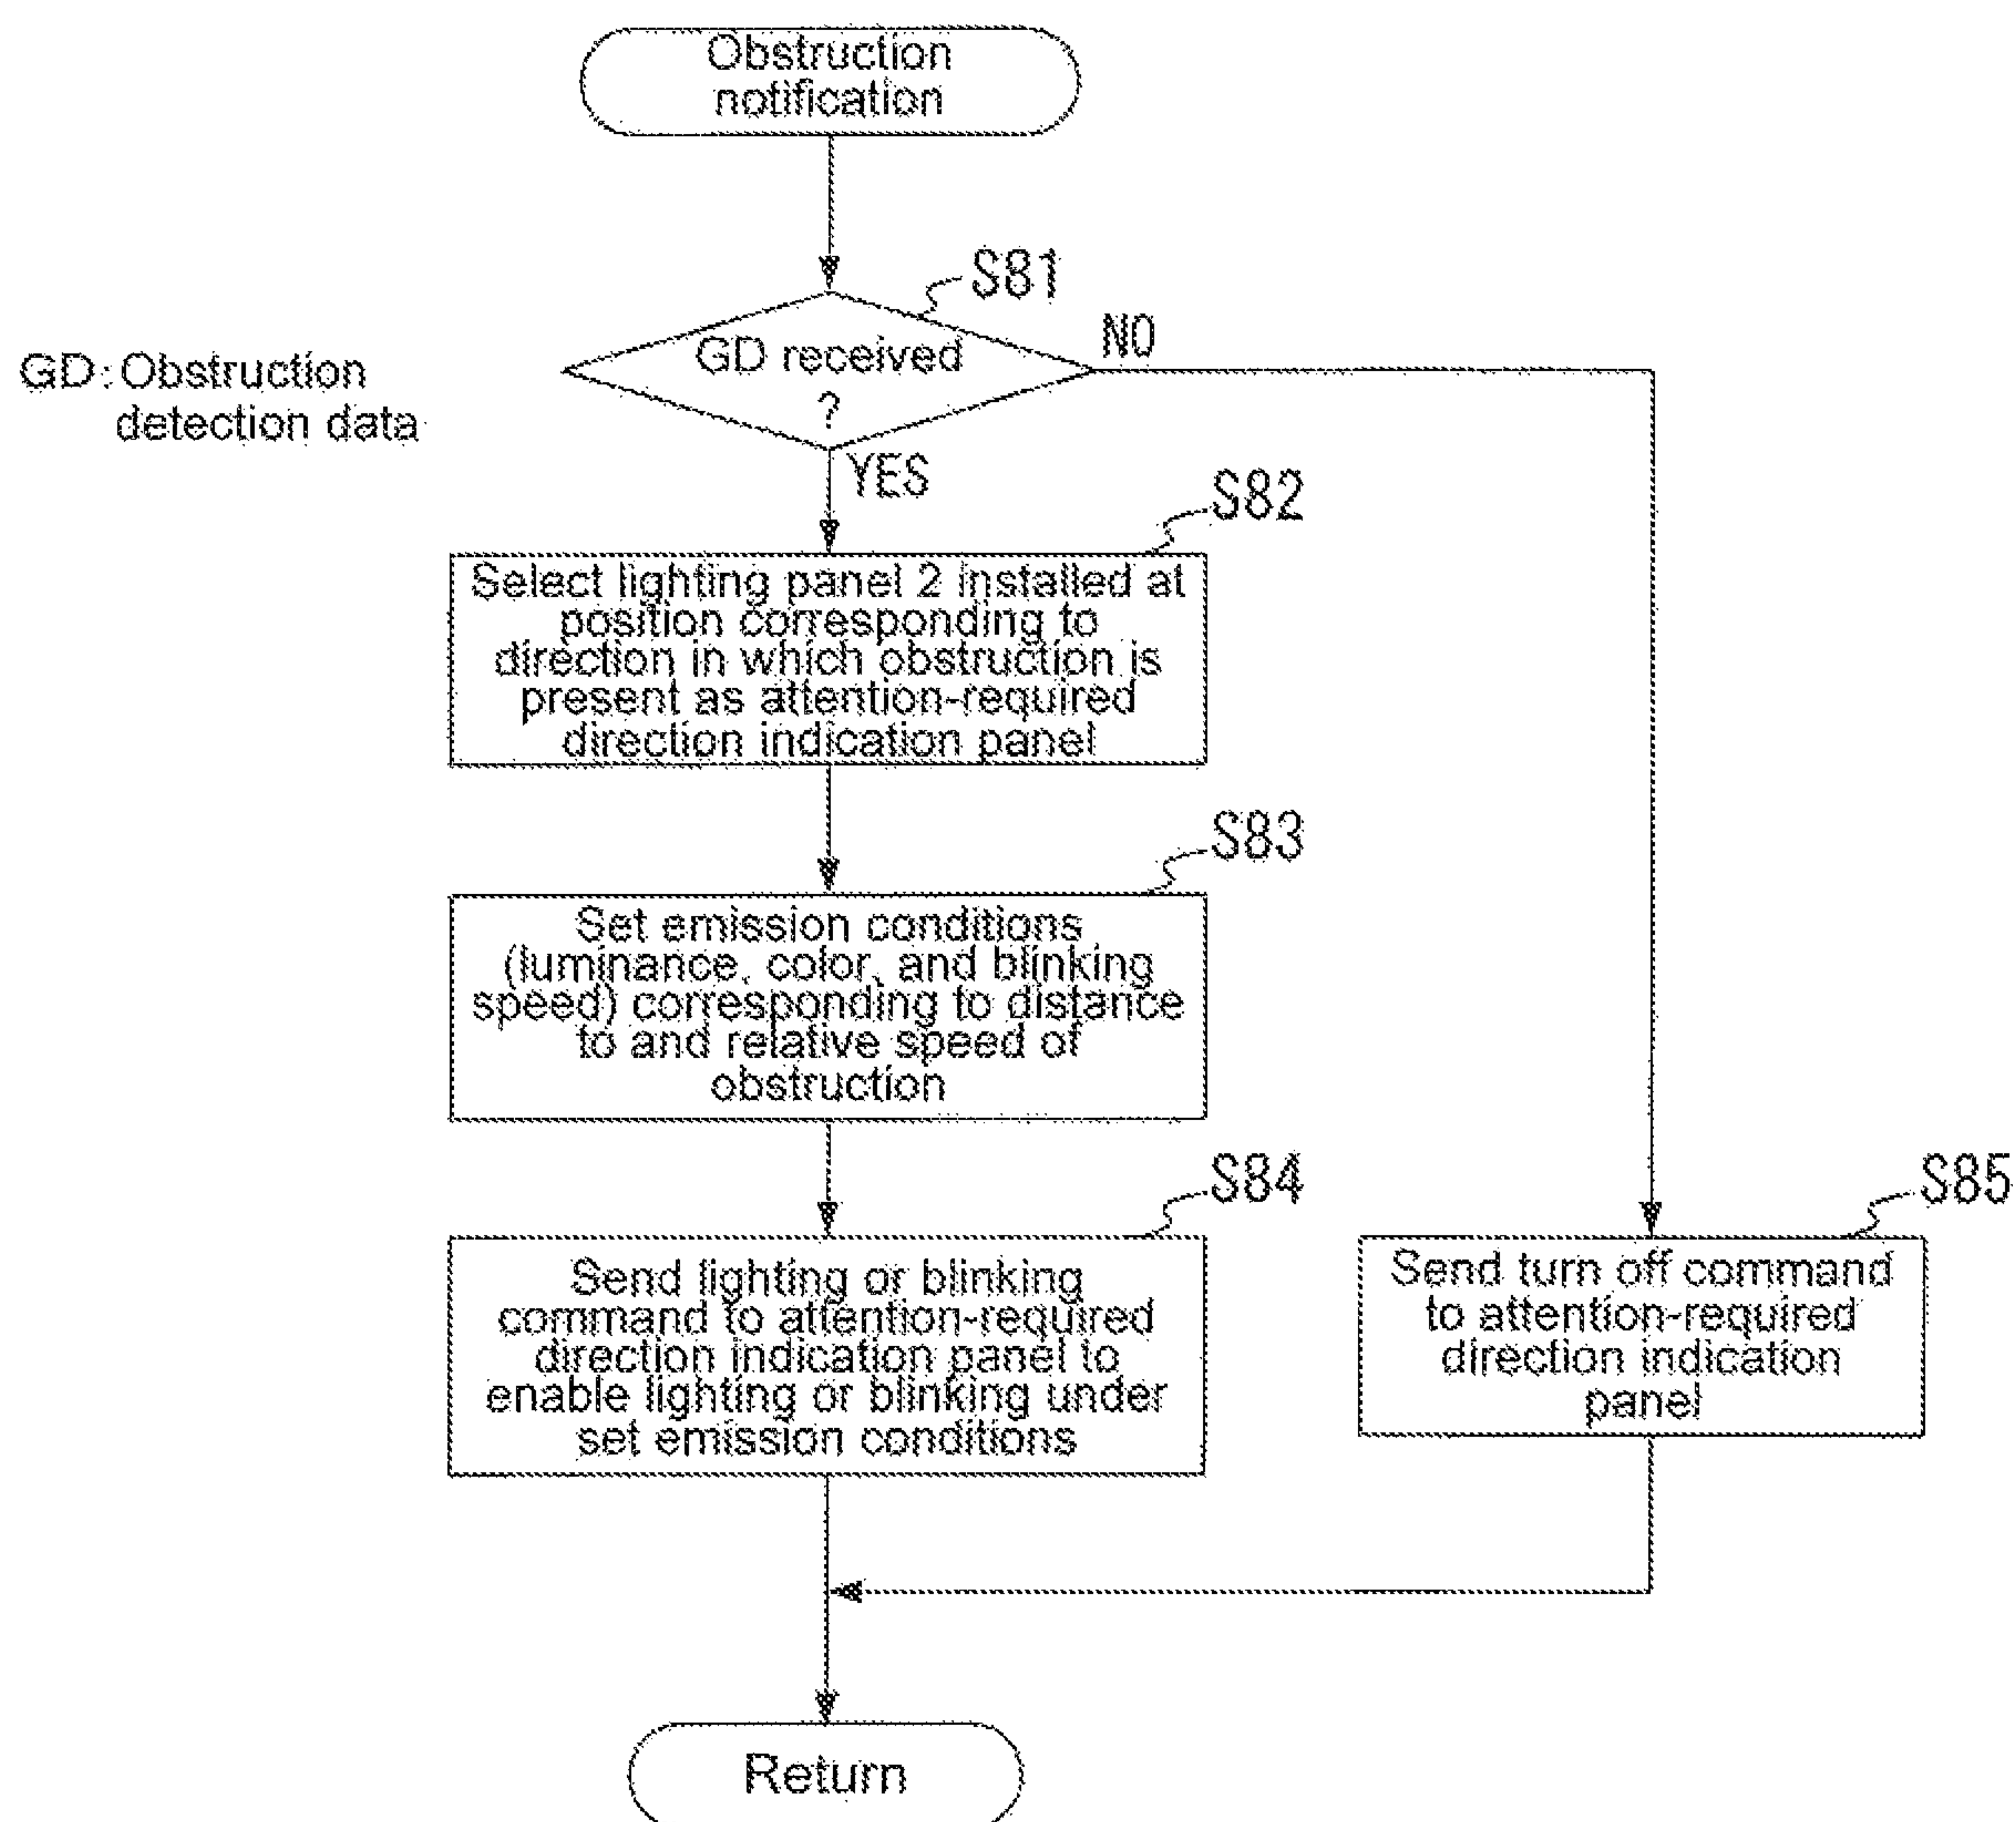 Obstruction
notification
S81
GD received
?
NO
GD: Obstruction
detection data
YES
S82
Select lighting panel 2 installed at
position corresponding to
direction in which obstruction is
present as attention-required
direction indication panel
S83
Set emission conditions
(luminance, color, and blinking
speed) corresponding to distance
to and relative speed of
obstruction
S84
Send lighting or blinking
command to attention-required
direction indication panel to
enable lighting or blinking under
set emission conditions
S85
Send turn off command
to attention-required
direction indication
panel
Return